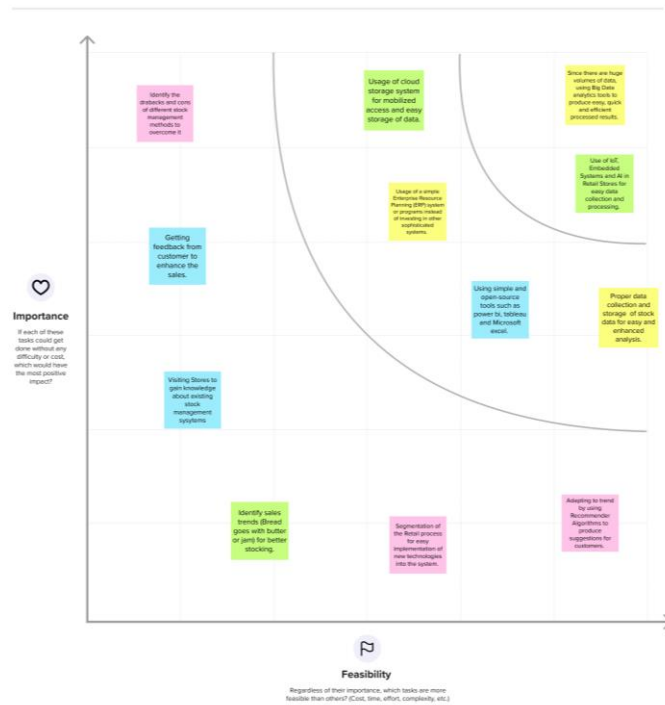 Identify the
drabecks and cons
of different stock
management
methods to
overcome it
Usage of cloud
storage system
for mobilized
access and easy
storage of data.
Since there are huge
volumes of data,
using Big Data
analytics tools to
produce easy, quick
and efficient
processed results.
Use of IoT,
Embedded
Systems and AI in
Retail Stores for
easy data
collection and
processing.
Usage of a simple
Enterprise Resource
Planning (ERP) system
or programs instead
of investing in other
sophisticated
systems.
Getting
feedback from
customer to
enhance the
sales.
Using simple and
open-source
tools such as
power bi, tableau
and Microsoft
excel.
Proper data
collection and
storage of stock
data for easy and
enhanced
analysis.
Importance
If each of these
tasks could get
done without any
difficulty or cost,
which would have
the most positive
impact?
Visiting Stores to
gain knowledge
about existing
stock
management
sysytems
Identify sales
trends (Bread
goes with butter
or jam) for better
stocking.
Segmentation of
the Retail process
for easy
implementation of
new technologies
into the system.
Adapting to trend
by using
Recommender
Algorithms to
produce
suggestions for
customers.
Feasibility
Regardless of their importance, which tasks are more
feasible than others? (Cost, time, effort, complexity, etc.)